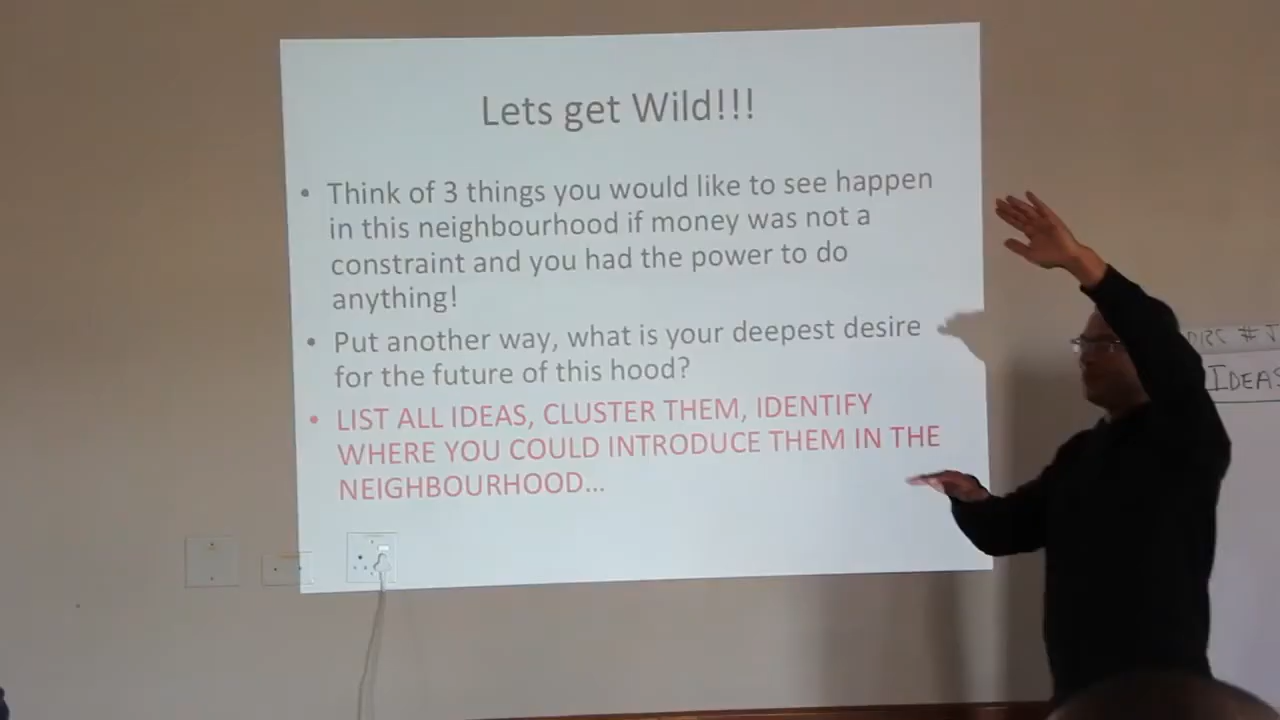 Lets get Wild!!!
• Think of 3 things you would like to see happen
in this neighbourhood if money was not a
constraint and you had the power to do
anything!
• Put another way, what is your deepest desire
for the future of this hood?
• LIST ALL IDEAS, CLUSTER THEM, IDENTIFY
WHERE YOU COULD INTRODUCE THEM IN THE
NEIGHBOURHOOD...
IDEAS